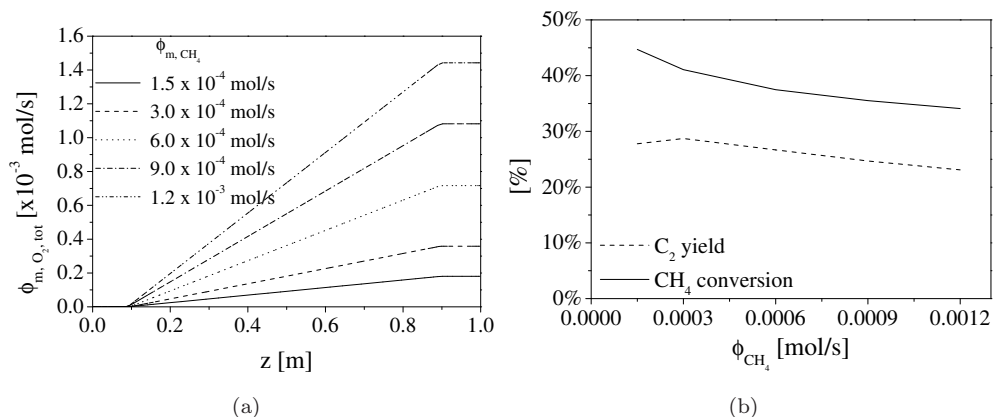 1.6
1.4
1.2
1.0
0.8
0.6
0.4
0.2
0.0
ϕm, O2, tot [x10-3 mol/s]
ϕm, CH4
1.5 x 10-4 mol/s
3.0 x 10-4 mol/s
6.0 x 10-4 mol/s
9.0 x 10-4 mol/s
1.2 x 10-3 mol/s
0.0 0.2 0.4 0.6 0.8 1.0
z [m]
(a)
50%
40%
30%
20%
10%
0%
[%]
C2 yield
CH4 conversion
0.0000 0.0003 0.0006 0.0009 0.0012
ϕCH4 [mol/s]
(b)